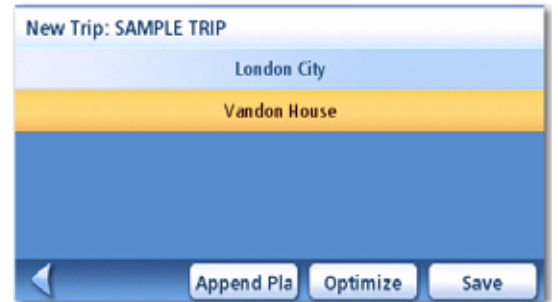 New Trip: SAMPLE TRIP
London City
Vandon House
Append Pla Optimize Save